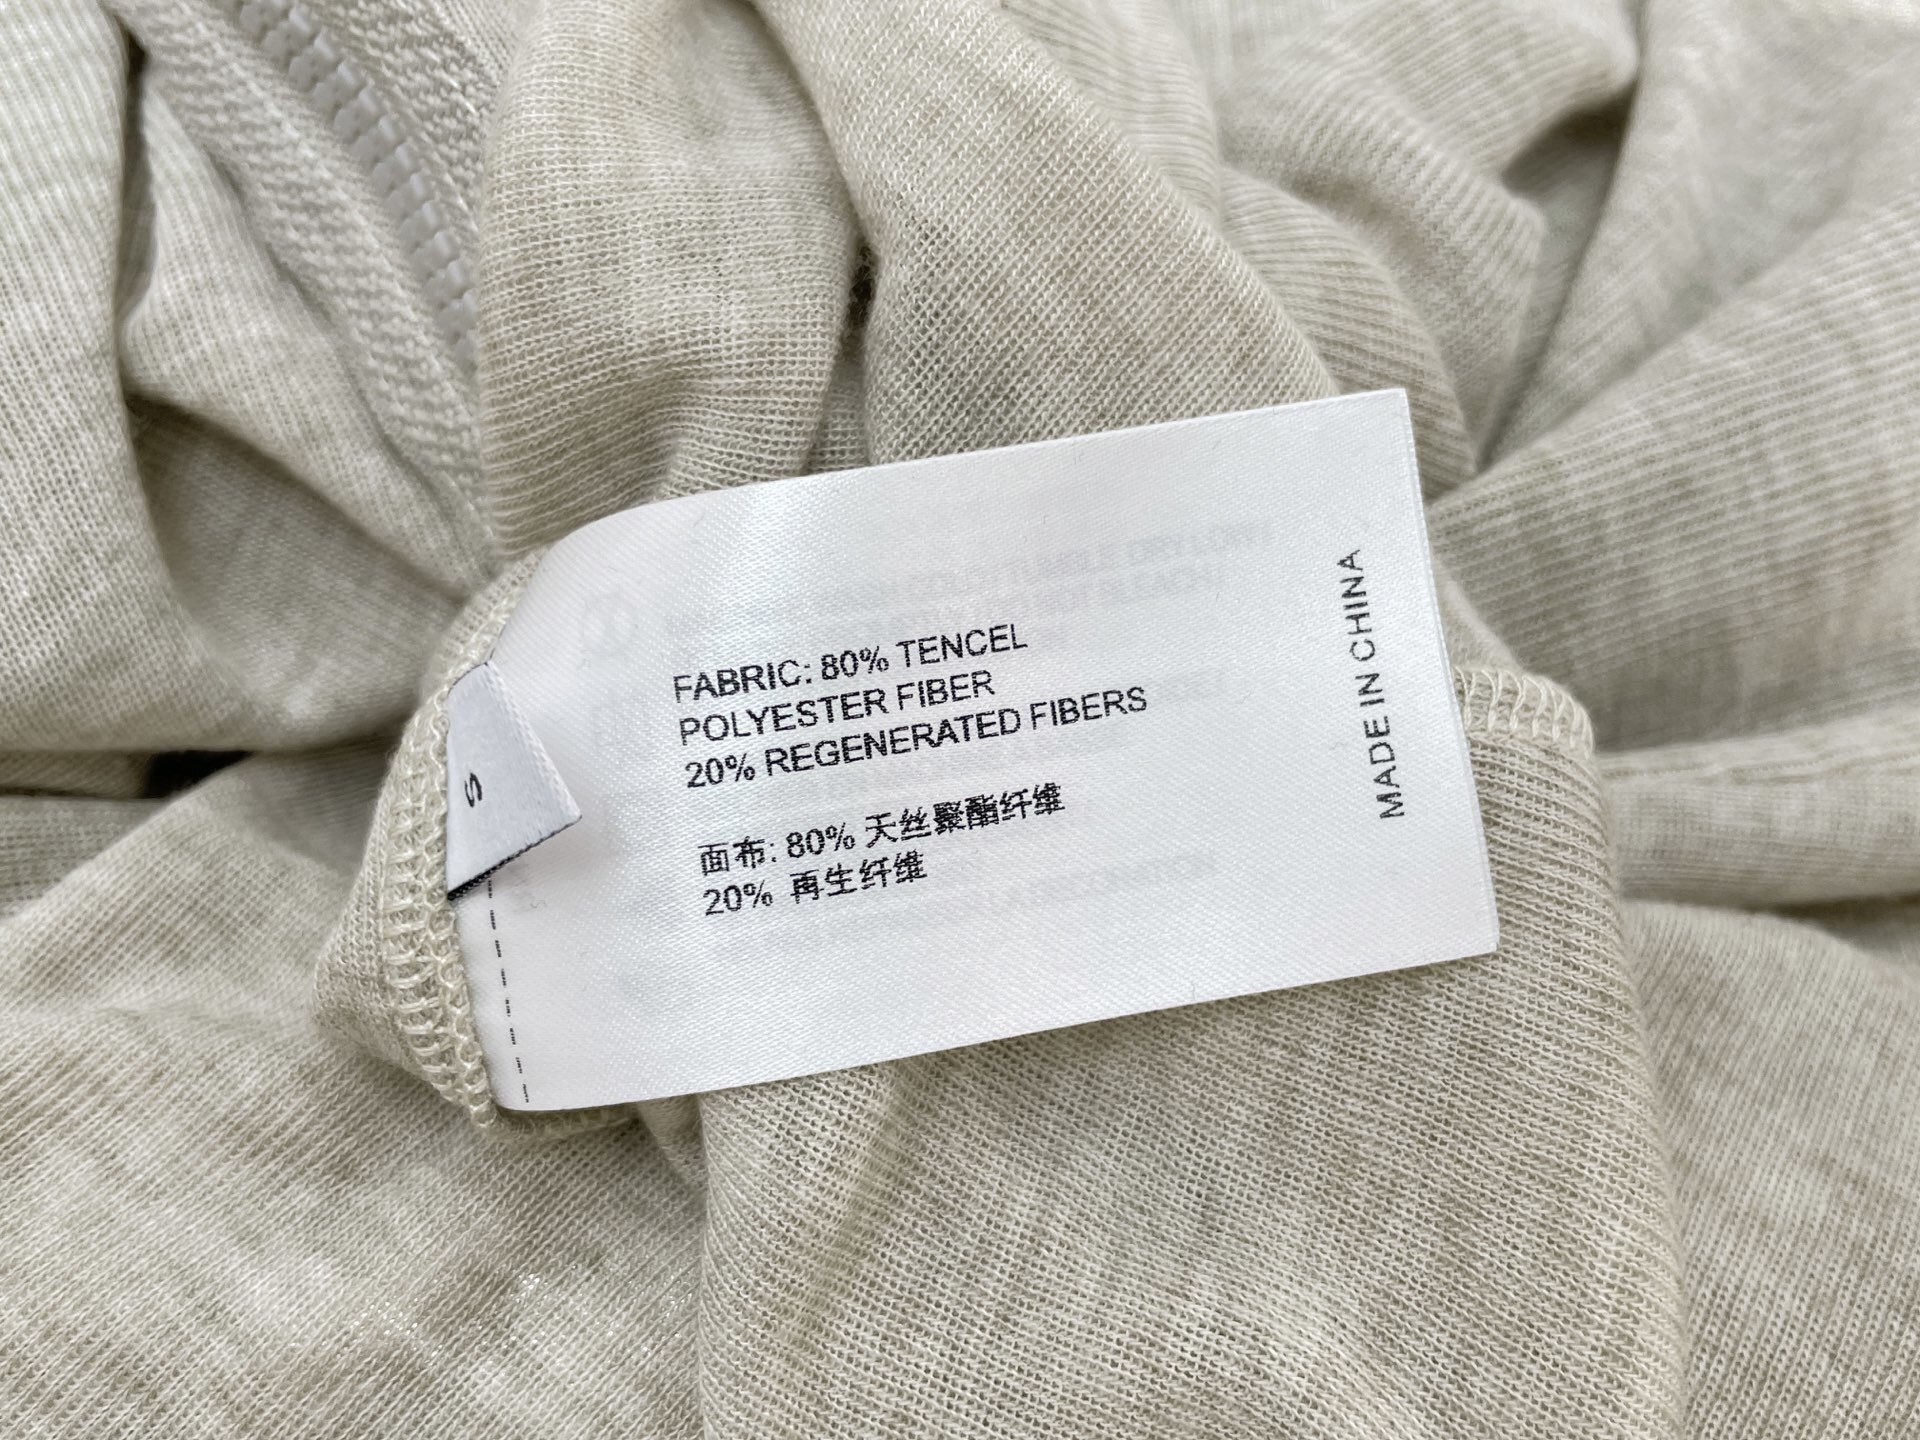 FABRIC: 80% TENCEL
POLYESTER FIBER
20% REGENERATED FIBERS
面布: 80% 天丝聚酯纤维
20% 再生纤维
MADE IN CHINA
S